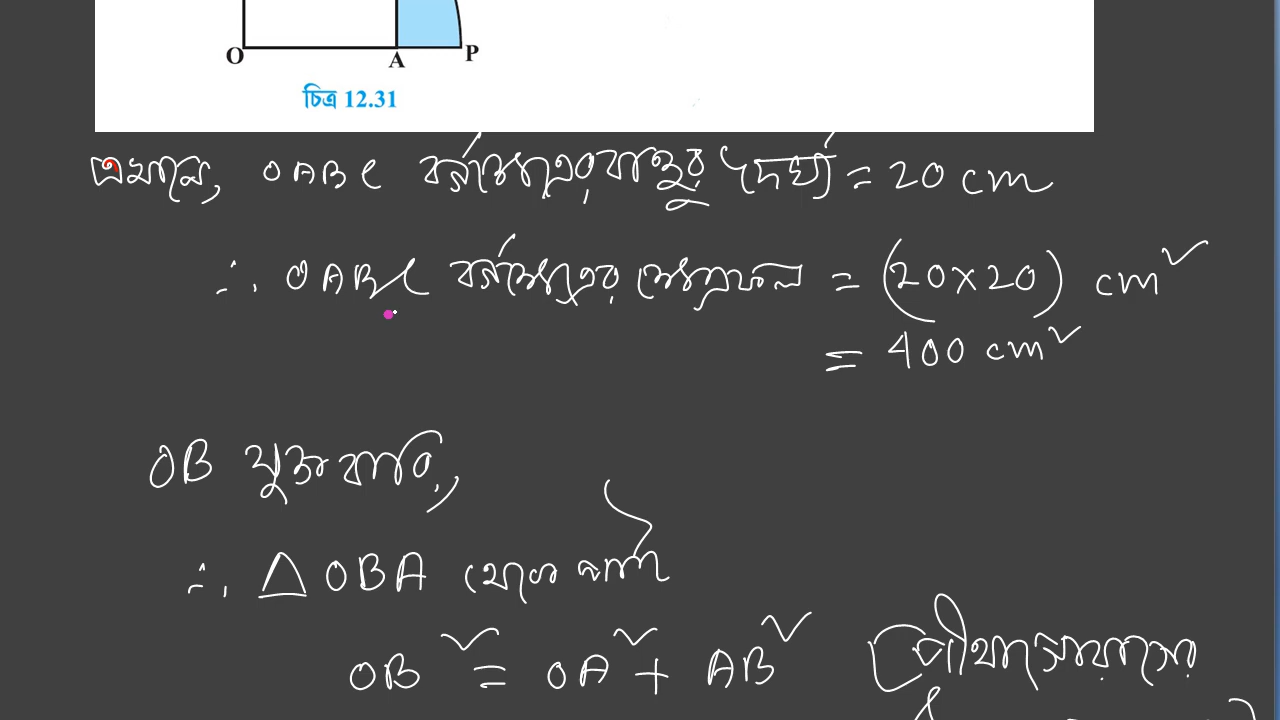 O A P
চিত্র 12.31
এখানে, OABC বর্গক্ষেত্রের বাহুর দৈর্ঘ্য = 20 cm
∴ OABC বর্গক্ষেত্রের ক্ষেত্রফল = (20×20) cm²
= 400 cm²
OB যুক্ত করি,
∴ △OBA থেকে পাই
OB² = OA² + AB² [পীথাগোরাসের